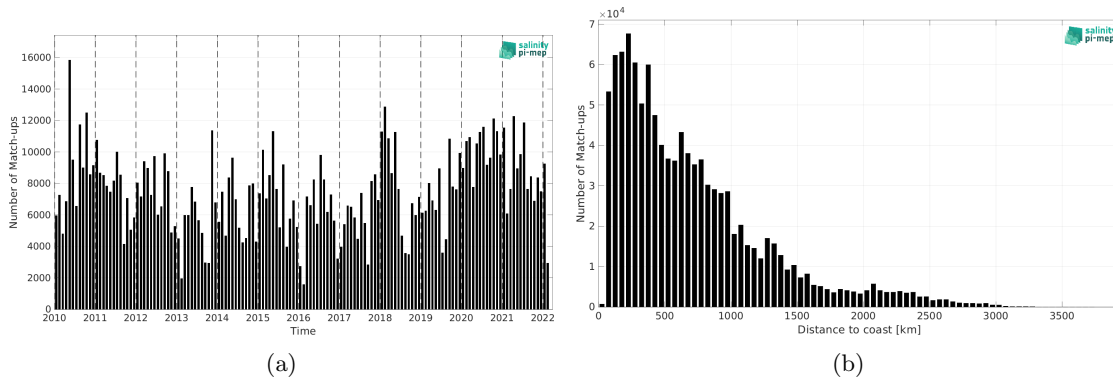 salinity
pi-mep
Number of Match-ups
16000
14000
12000
10000
8000
6000
4000
2000
0
2010 2011 2012 2013 2014 2015 2016 2017 2018 2019 2020 2021 2022
Time
(a)
×10⁴
salinity
pi-mep
Number of Match-ups
7
6
5
4
3
2
1
0
0 500 1000 1500 2000 2500 3000 3500
Distance to coast [km]
(b)